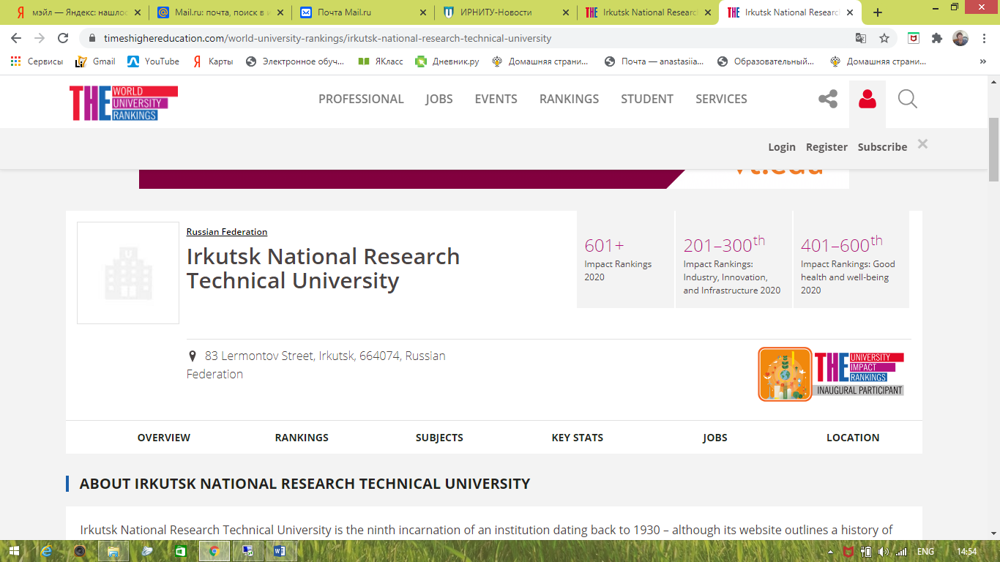 мэйл — Яндекс: нашлос
Mail.ru: почта, поиск в и
Почта Mail.ru
ИРНИТУ-Новости
Irkutsk National Researc
Irkutsk National Researc
timeshighereducation.com/world-university-rankings/irkutsk-national-research-technical-university
Сервисы
Gmail
YouTube
Карты
Электронное обуч...
ЯКласс
Дневник.ру
Домашняя страни...
Почта — anastasiia...
Образовательный...
Домашняя страни...
»
THE WORLD UNIVERSITY RANKINGS
PROFESSIONAL JOBS EVENTS RANKINGS STUDENT SERVICES
Login Register Subscribe
Russian Federation
Irkutsk National Research
Technical University
601+
Impact Rankings
2020
201–300th
Impact Rankings:
Industry, Innovation,
and Infrastructure 2020
401–600th
Impact Rankings: Good
health and well-being
2020
83 Lermontov Street, Irkutsk, 664074, Russian
Federation
THE UNIVERSITY IMPACT RANKINGS
INAUGURAL PARTICIPANT
OVERVIEW RANKINGS SUBJECTS KEY STATS JOBS LOCATION
ABOUT IRKUTSK NATIONAL RESEARCH TECHNICAL UNIVERSITY
Irkutsk National Research Technical University is the ninth incarnation of an institution dating back to 1930 – although its website outlines a history of
ENG
14:54